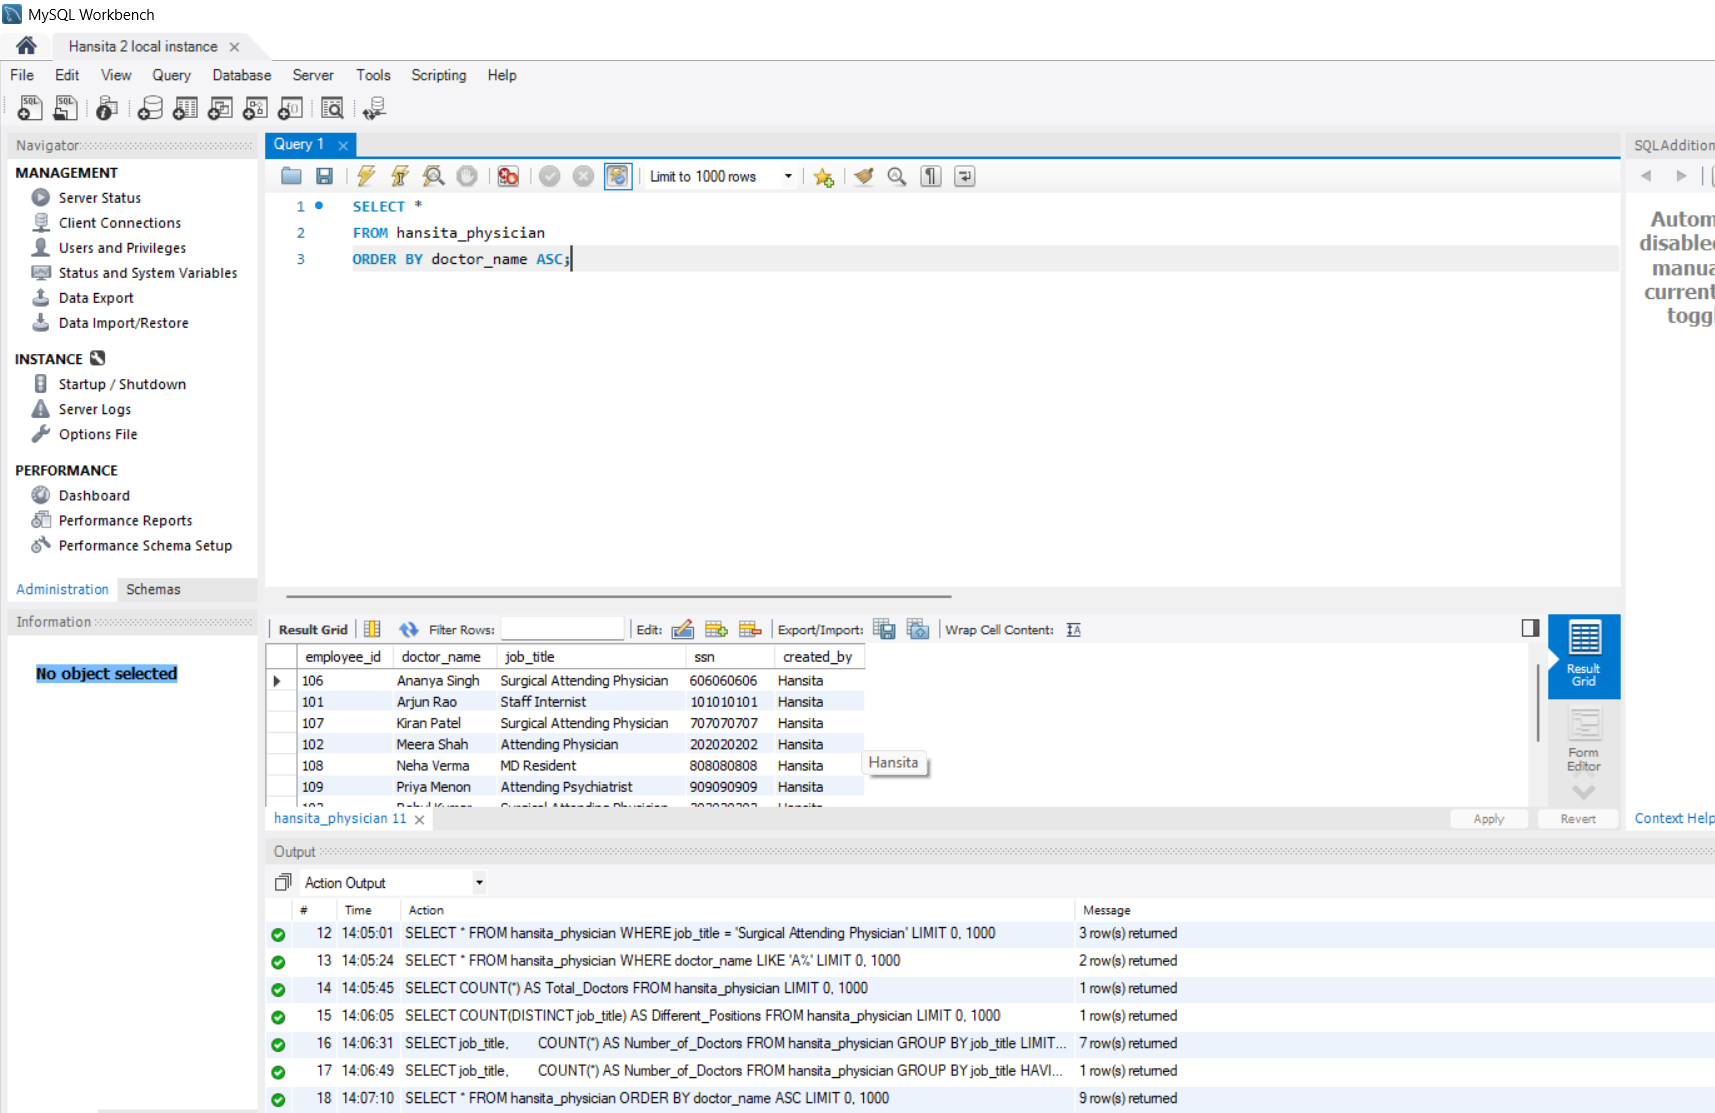 MySQL Workbench
Hansita 2 local instance
File Edit View Query Database Server Tools Scripting Help
Navigator
MANAGEMENT
Server Status
Client Connections
Users and Privileges
Status and System Variables
Data Export
Data Import/Restore
INSTANCE
Startup / Shutdown
Server Logs
Options File
PERFORMANCE
Dashboard
Performance Reports
Performance Schema Setup
Administration Schemas
Information
No object selected
Query 1
Limit to 1000 rows
1 SELECT *
2 FROM hansita_physician
3 ORDER BY doctor_name ASC;
Result Grid Filter Rows: Edit: Export/Import: Wrap Cell Content:
employee_id doctor_name job_title ssn created_by
106 Ananya Singh Surgical Attending Physician 606060606 Hansita
101 Arjun Rao Staff Internist 101010101 Hansita
107 Kiran Patel Surgical Attending Physician 707070707 Hansita
102 Meera Shah Attending Physician 202020202 Hansita
108 Neha Verma MD Resident 808080808 Hansita
109 Priya Menon Attending Psychiatrist 909090909 Hansita
Hansita
Result
Grid
Form
Editor
hansita_physician 11
Apply Revert
Output
Action Output
# Time Action Message
12 14:05:01 SELECT * FROM hansita_physician WHERE job_title = 'Surgical Attending Physician' LIMIT 0, 1000 3 row(s) returned
13 14:05:24 SELECT * FROM hansita_physician WHERE doctor_name LIKE 'A%' LIMIT 0, 1000 2 row(s) returned
14 14:05:45 SELECT COUNT(*) AS Total_Doctors FROM hansita_physician LIMIT 0, 1000 1 row(s) returned
15 14:06:05 SELECT COUNT(DISTINCT job_title) AS Different_Positions FROM hansita_physician LIMIT 0, 1000 1 row(s) returned
16 14:06:31 SELECT job_title, COUNT(*) AS Number_of_Doctors FROM hansita_physician GROUP BY job_title LIMIT... 7 row(s) returned
17 14:06:49 SELECT job_title, COUNT(*) AS Number_of_Doctors FROM hansita_physician GROUP BY job_title HAVI... 1 row(s) returned
18 14:07:10 SELECT * FROM hansita_physician ORDER BY doctor_name ASC LIMIT 0, 1000 9 row(s) returned
SQLAddition
Autom
disabled
manua
current
toggl
Context Help